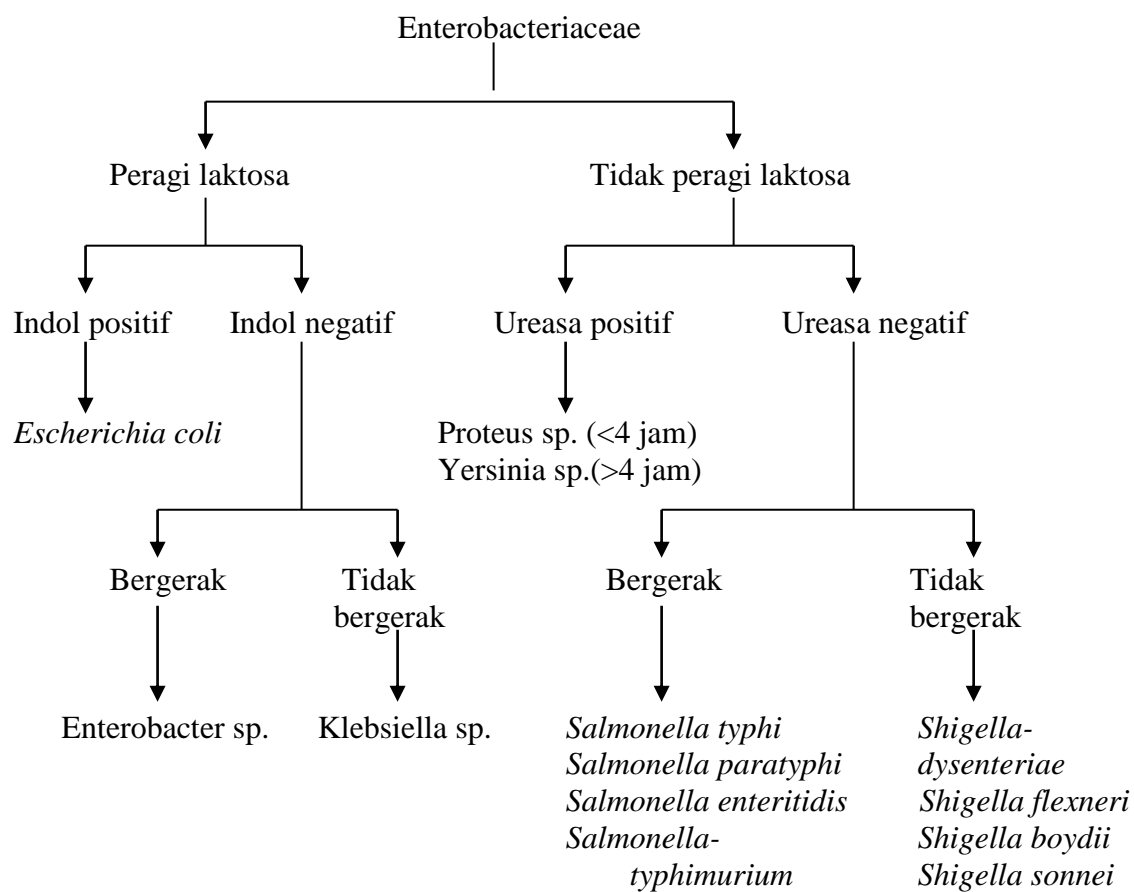 Enterobacteriaceae
Peragi laktosa
Tidak peragi laktosa
Indol positif
Indol negatif
Ureasa positif
Ureasa negatif
Escherichia coli
Proteus sp. (<4 jam)
Yersinia sp.(>4 jam)
Bergerak
Tidak
bergerak
Bergerak
Tidak
bergerak
Enterobacter sp.
Klebsiella sp.
Salmonella typhi
Salmonella paratyphi
Salmonella enteritidis
Salmonella-
typhimurium
Shigella-
dysenteriae
Shigella flexneri
Shigella boydii
Shigella sonnei